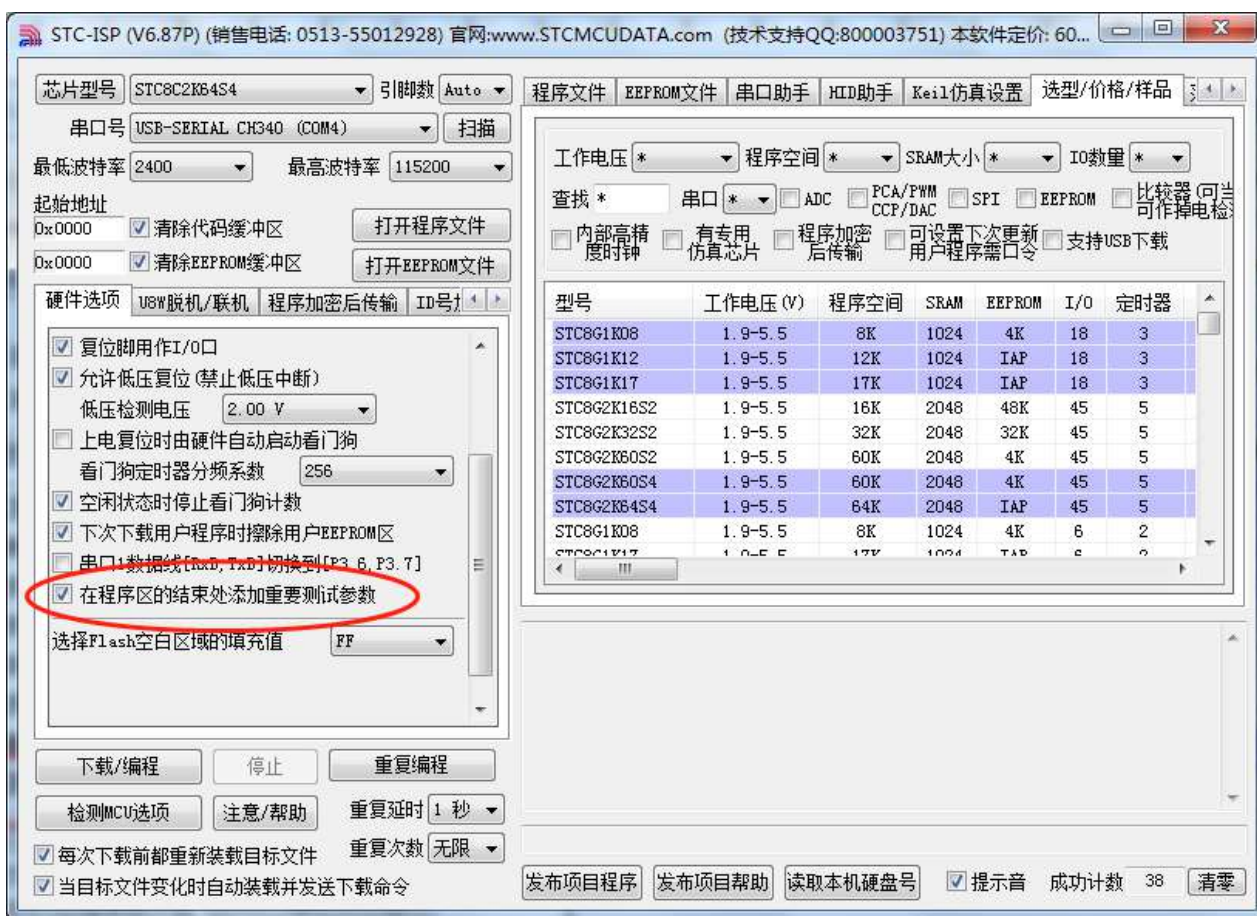 STC-ISP (V6.87P) (销售电话: 0513-55012928) 官网:www.STCMCUDATA.com (技术支持QQ:800003751) 本软件定价: 60...
芯片型号 STC8C2K64S4 引脚数 Auto
串口号 USB-SERIAL CH340 (COM4) 扫描
最低波特率 2400 最高波特率 115200
起始地址
0x0000 清除代码缓冲区 打开程序文件
0x0000 清除EEPROM缓冲区 打开EEPROM文件
硬件选项 U8W脱机/联机 程序加密后传输 ID号
复位脚用作I/O口
允许低压复位(禁止低压中断)
低压检测电压 2.00 V
上电复位时由硬件自动启动看门狗
看门狗定时器分频系数 256
空闲状态时停止看门狗计数
下次下载用户程序时擦除用户EEPROM区
串口1数据线[RxD,TxD]切换到[P3.6,P3.7]
在程序区的结束处添加重要测试参数
选择Flash空白区域的填充值 FF
下载/编程 停止 重复编程
检测MCU选项 注意/帮助 重复延时 1 秒
每次下载前都重新装载目标文件 重复次数 无限
当目标文件变化时自动装载并发送下载命令
程序文件 EEPROM文件 串口助手 HID助手 Keil仿真设置 选型/价格/样品
工作电压 * 程序空间 * SRAM大小 * IO数量 *
查找 * 串口 * ADC PCA/PWM CCP/DAC SPI EEPROM 比较器(可当可作掉电检
内部高精度时钟 有专用仿真芯片 程序加密后传输 可设置下次更新用户程序需口令 支持USB下载
型号 工作电压(V) 程序空间 SRAM EEPROM I/O 定时器
STC8G1K08 1.9-5.5 8K 1024 4K 18 3
STC8G1K12 1.9-5.5 12K 1024 IAP 18 3
STC8G1K17 1.9-5.5 17K 1024 IAP 18 3
STC8G2K16S2 1.9-5.5 16K 2048 48K 45 5
STC8G2K32S2 1.9-5.5 32K 2048 32K 45 5
STC8G2K60S2 1.9-5.5 60K 2048 4K 45 5
STC8G2K60S4 1.9-5.5 60K 2048 4K 45 5
STC8G2K64S4 1.9-5.5 64K 2048 IAP 45 5
STC8G1K08 1.9-5.5 8K 1024 4K 6 2
STC8G1K17 1.9-5.5 17K 1024 IAP 6 2
发布项目程序 发布项目帮助 读取本机硬盘号 提示音 成功计数 38 清零